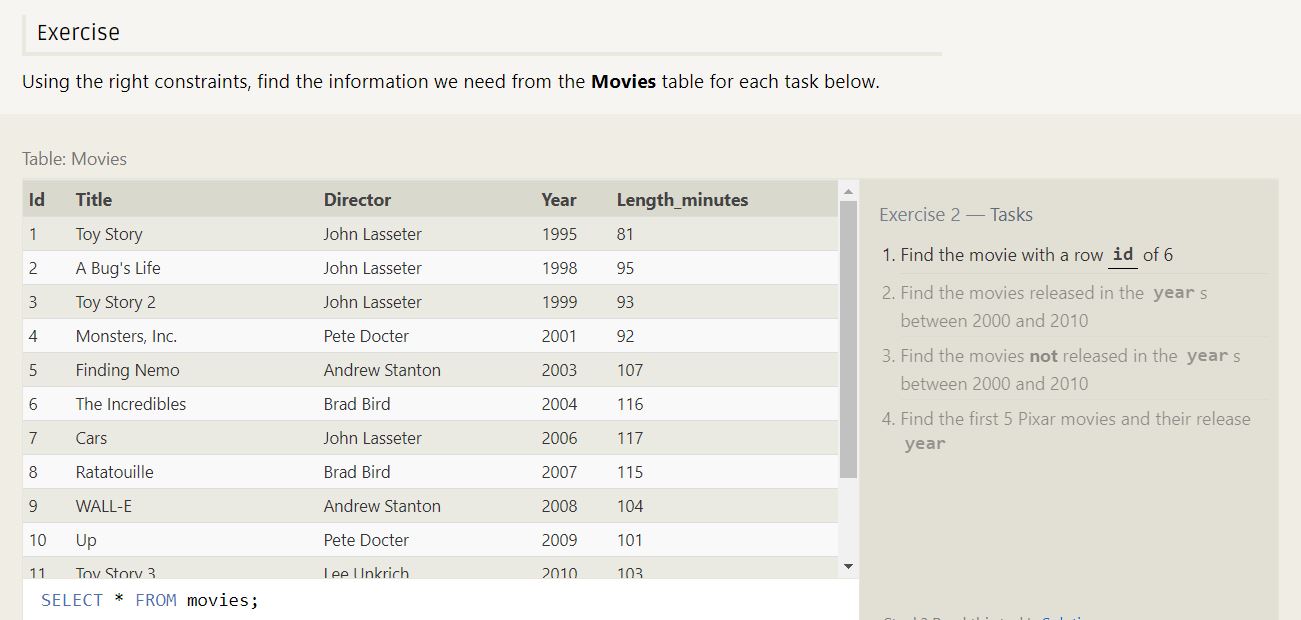 Exercise
Using the right constraints, find the information we need from the Movies table for each task below.
Table: Movies
Id Title Director Year Length_minutes
1 Toy Story John Lasseter 1995 81
2 A Bug's Life John Lasseter 1998 95
3 Toy Story 2 John Lasseter 1999 93
4 Monsters, Inc. Pete Docter 2001 92
5 Finding Nemo Andrew Stanton 2003 107
6 The Incredibles Brad Bird 2004 116
7 Cars John Lasseter 2006 117
8 Ratatouille Brad Bird 2007 115
9 WALL-E Andrew Stanton 2008 104
10 Up Pete Docter 2009 101
11 Toy Story 3 Lee Unkrich 2010 103
SELECT * FROM movies;
Exercise 2 — Tasks
1. Find the movie with a row id of 6
2. Find the movies released in the year s
between 2000 and 2010
3. Find the movies not released in the year s
between 2000 and 2010
4. Find the first 5 Pixar movies and their release
year